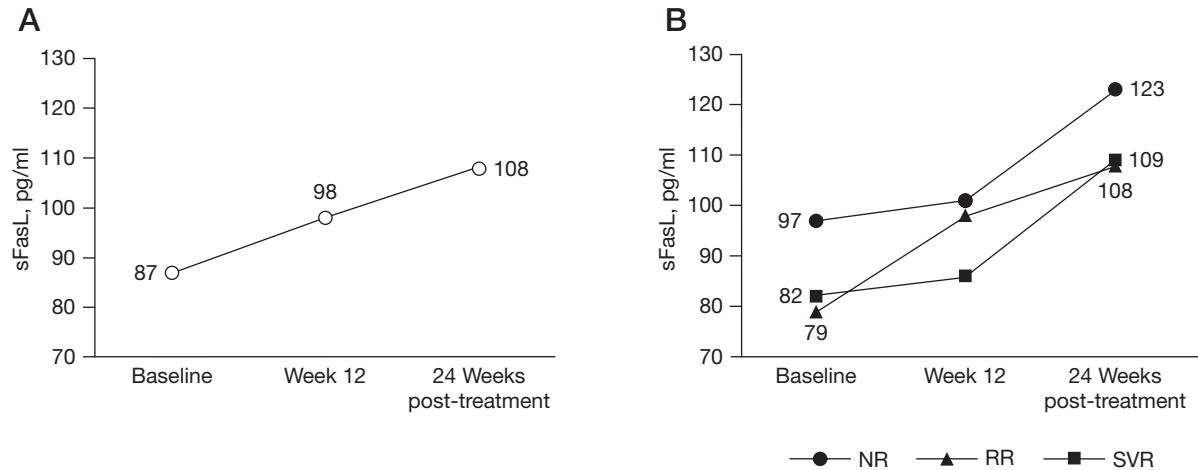 A
sFasL, pg/ml
130
120
110
100
90
80
70
87
98
108
Baseline
Week 12
24 Weeks
post-treatment
B
sFasL, pg/ml
130
120
110
100
90
80
70
97
82
79
123
109
108
Baseline
Week 12
24 Weeks
post-treatment
NR
RR
SVR